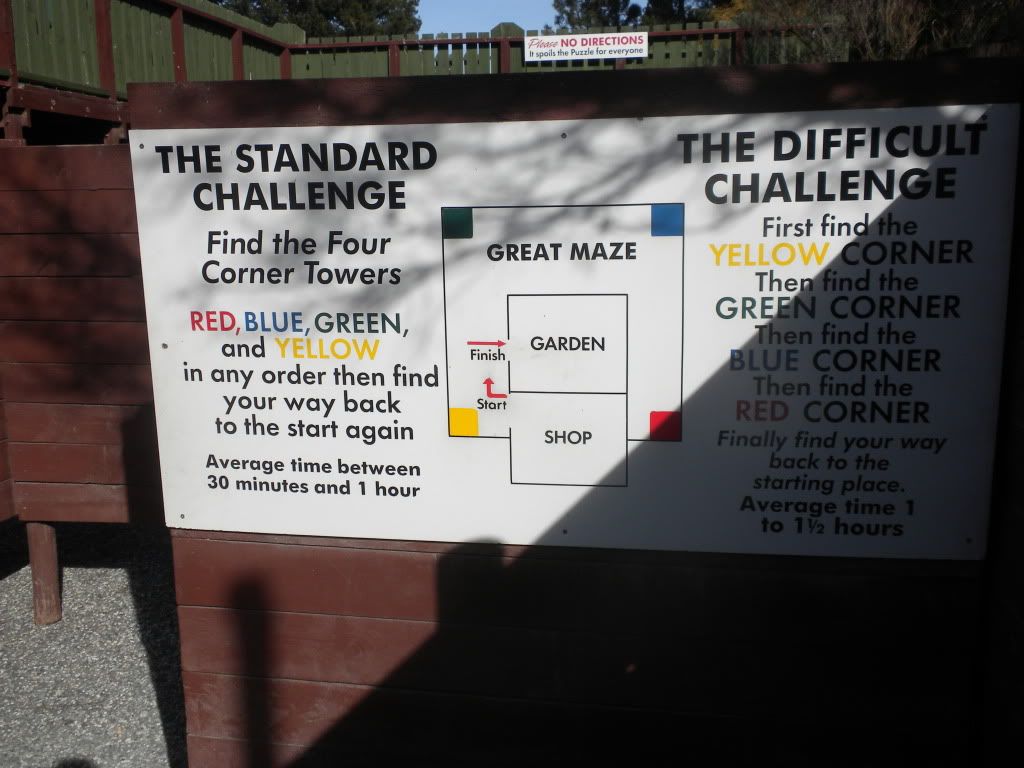 Please NO DIRECTIONS
It spoils the Puzzle for everyone
THE STANDARD
CHALLENGE
Find the Four
Corner Towers
RED, BLUE, GREEN,
and YELLOW
in any order then find
your way back
to the start again
Average time between
30 minutes and 1 hour
GREAT MAZE
GARDEN
Finish
Start
SHOP
THE DIFFICULT
CHALLENGE
First find the
YELLOW CORNER
Then find the
GREEN CORNER
Then find the
BLUE CORNER
Then find the
RED CORNER
Finally find your way
back to the
starting place.
Average time 1
to 1½ hours